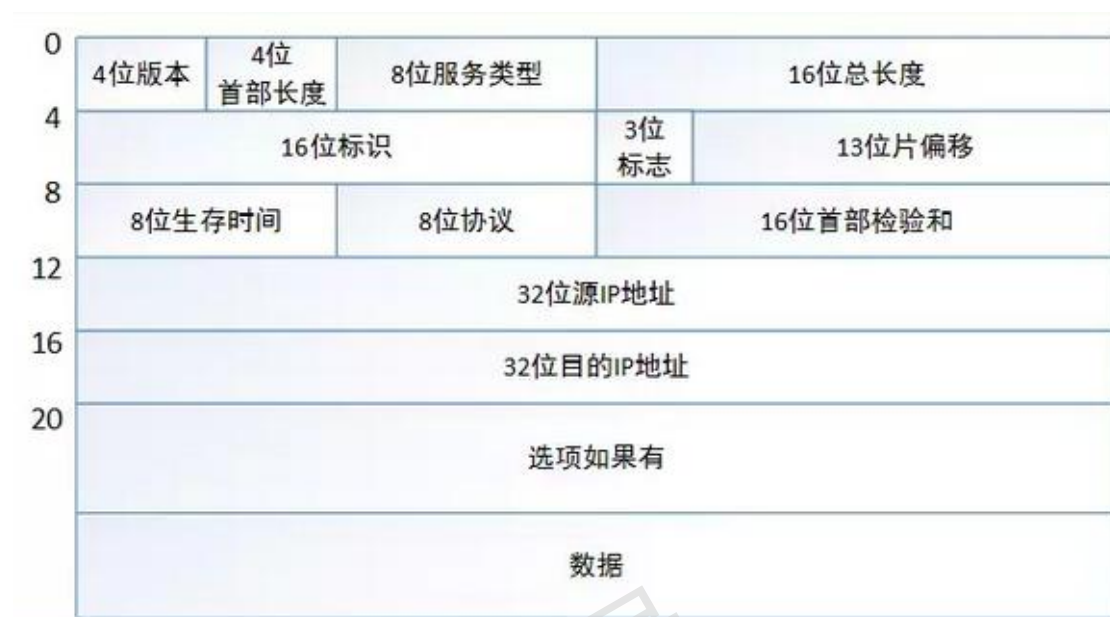 0
4位版本
4位
首部长度
8位服务类型
16位总长度
4
16位标识
3位
标志
13位片偏移
8
8位生存时间
8位协议
16位首部检验和
12
32位源IP地址
16
32位目的IP地址
20
选项如果有
数据